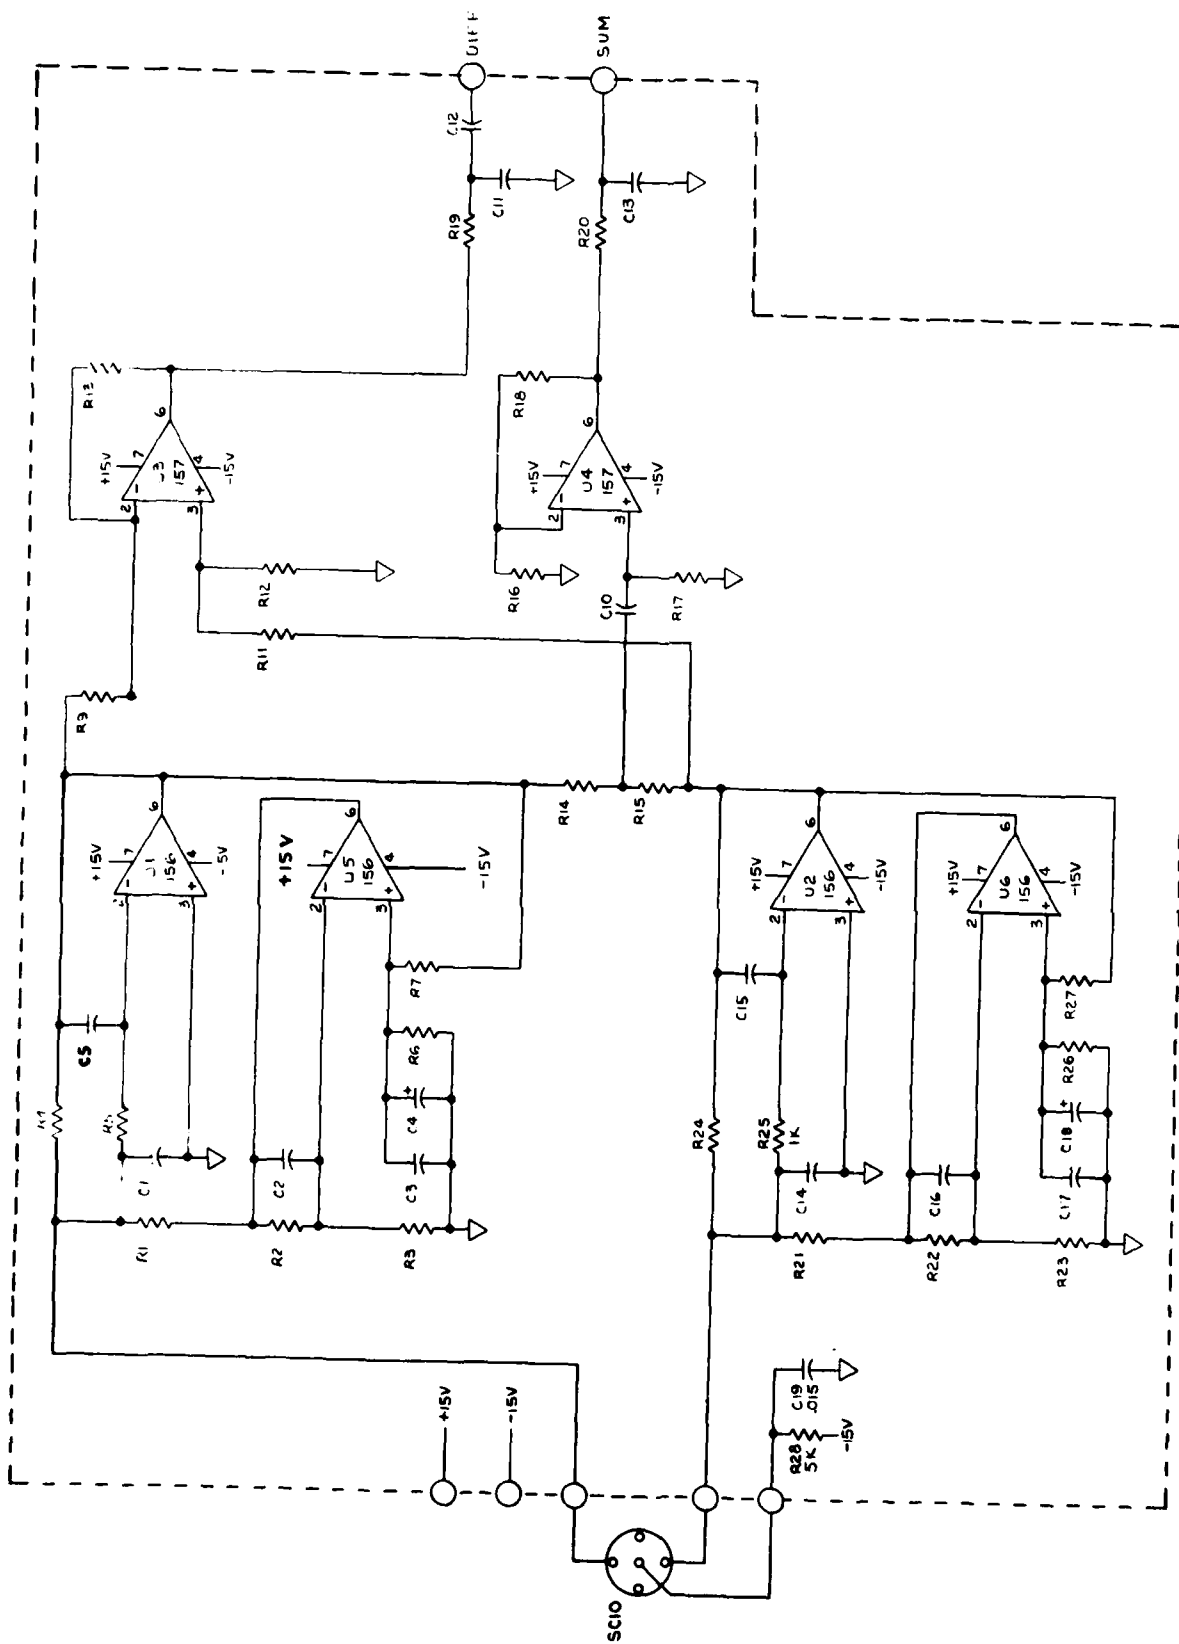 DIFF
SUM
C12
C11
R19
R20
C13
R13
6
+15V
7
U3
157
4
-15V
2
-
3
+
R18
6
+15V
7
U4
157
4
-15V
2
-
3
+
R12
R11
R16
C10
R17
R9
R14
R15
6
+15V
7
U1
156
4
-5V
-
3
+
+15V
6
7
U5
156
4
-15V
2
-
3
+
C5
R7
R5
R6
C4
+
C1
C2
C3
R1
R2
R3
6
+15V
7
U2
156
4
-15V
2
-
3
+
6
+15V
7
U6
156
4
-15V
2
-
3
+
C15
R27
R24
R25
1K
R26
C18
+
C14
C16
C17
R21
R22
R23
+15V
-15V
C19
.015
R28
5K
-15V
SC10